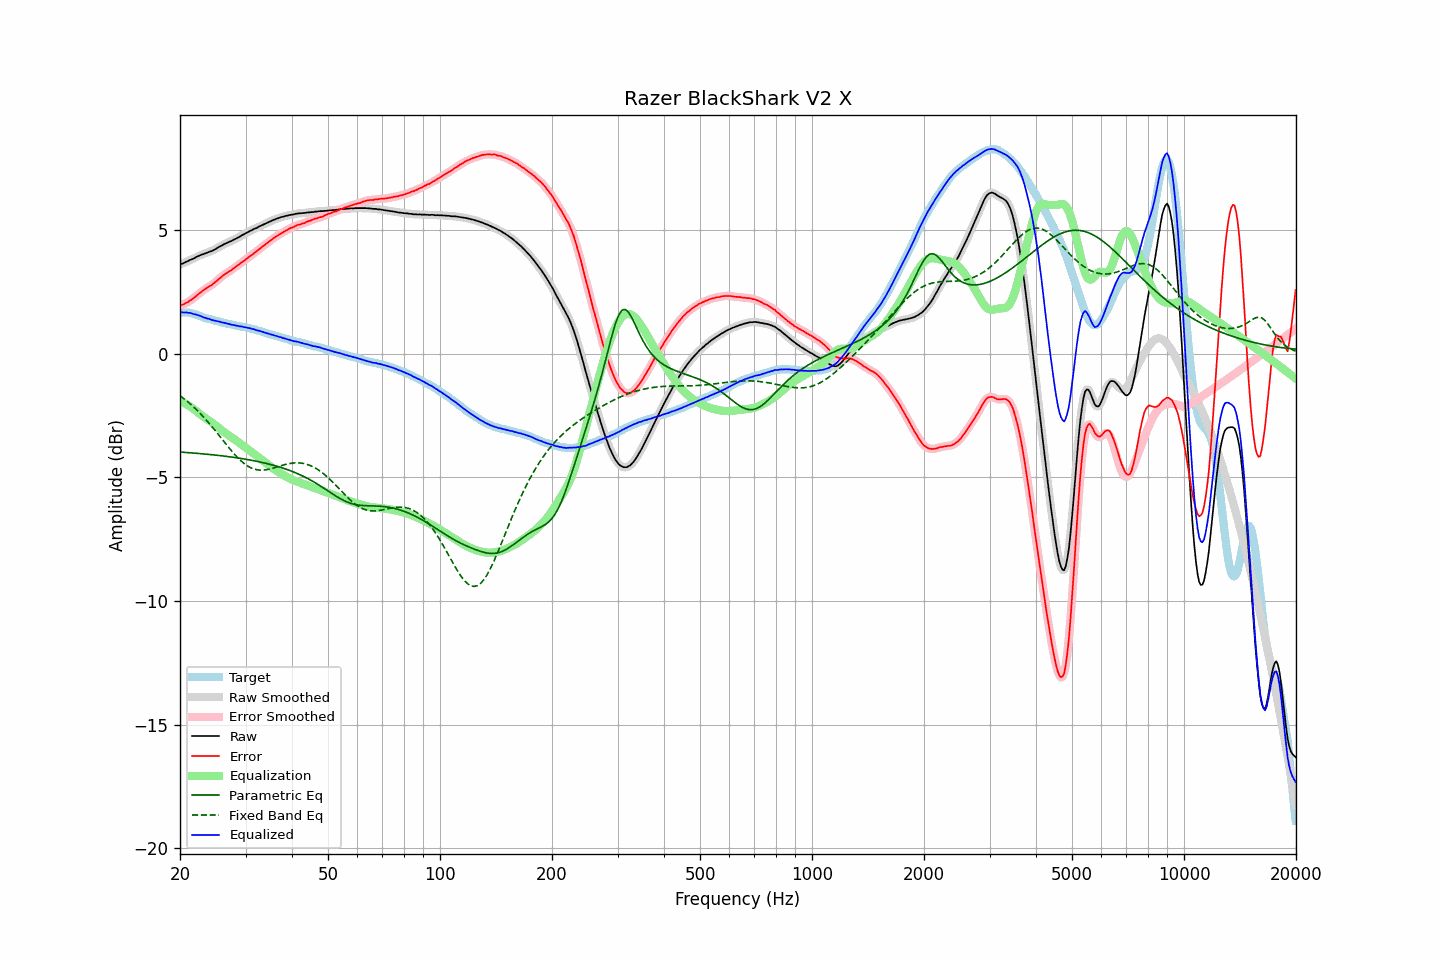 Razer BlackShark V2 X
Amplitude (dBr)
5
0
−5
−10
−15
−20
Target
Raw Smoothed
Error Smoothed
Raw
Error
Equalization
Parametric Eq
Fixed Band Eq
Equalized
20 50 100 200 500 1000 2000 5000 10000 20000
Frequency (Hz)